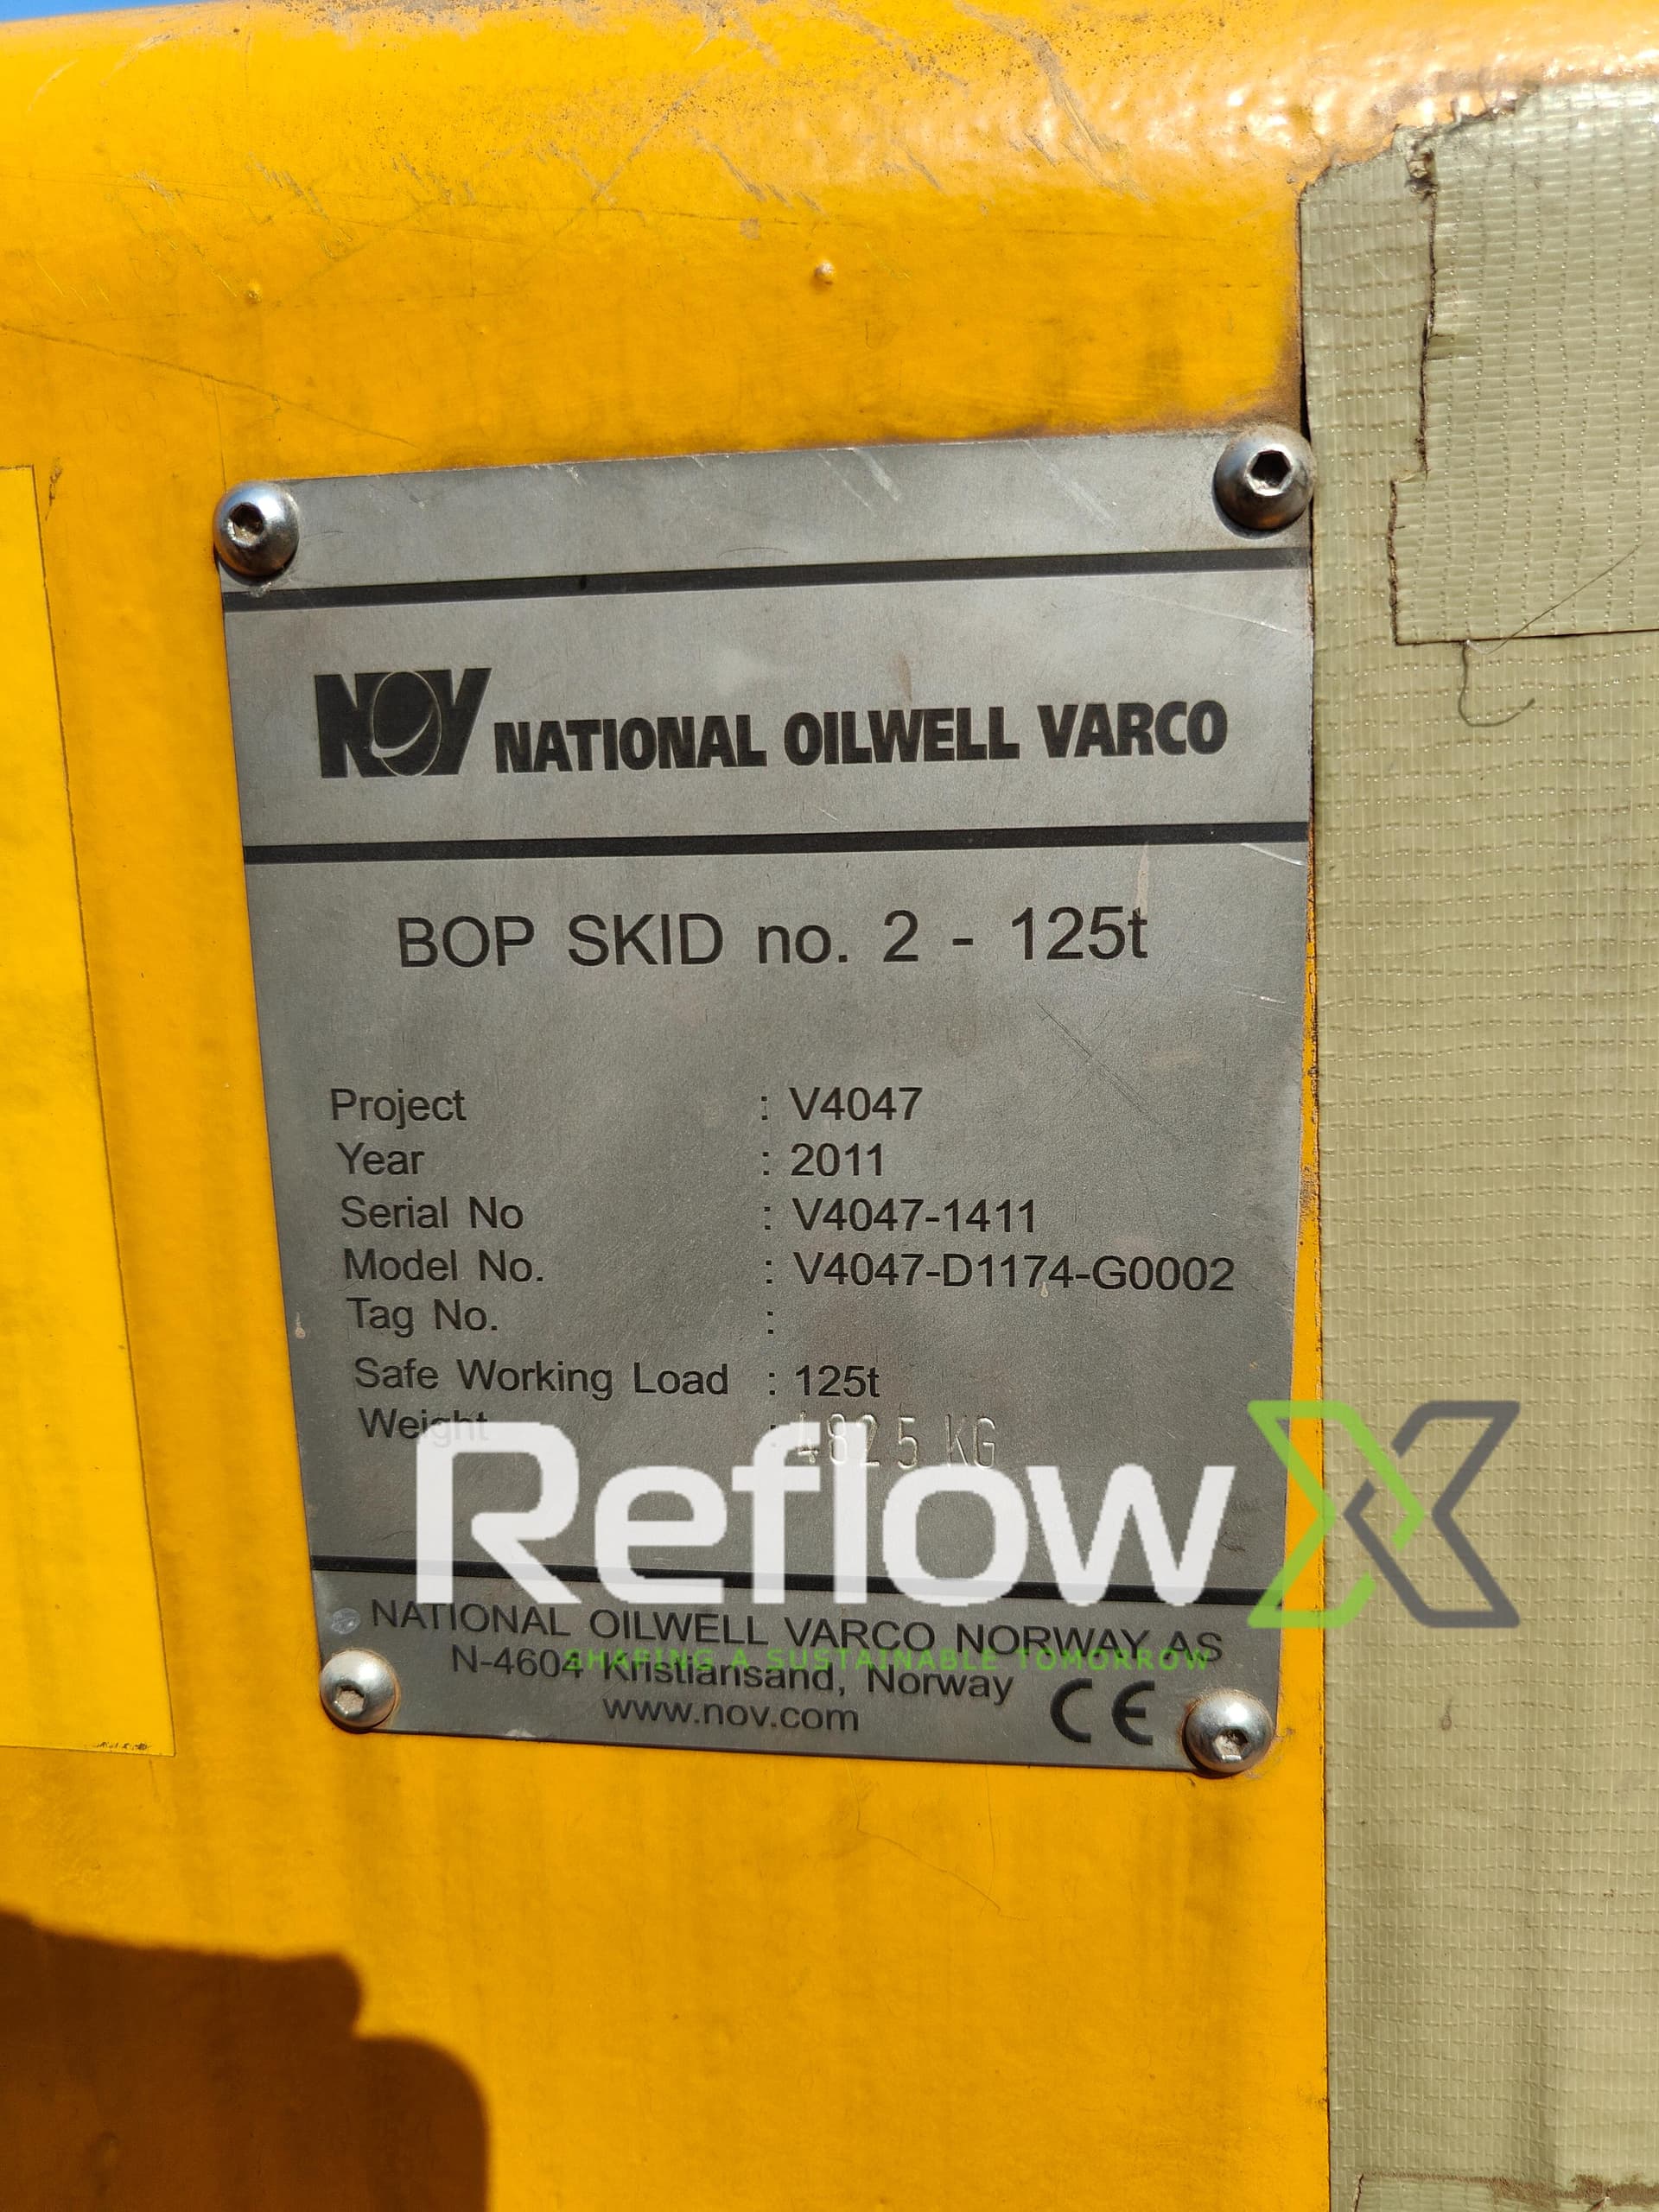 NOV NATIONAL OILWELL VARCO
BOP SKID no. 2 - 125t
Project : V4047
Year : 2011
Serial No : V4047-1411
Model No. : V4047-D1174-G0002
Tag No. :
Safe Working Load : 125t
Weight : 4825 KG
Reflow X
SHAPING A SUSTAINABLE TOMORROW
NATIONAL OILWELL VARCO NORWAY AS
N-4604 Kristiansand, Norway
www.nov.com CE